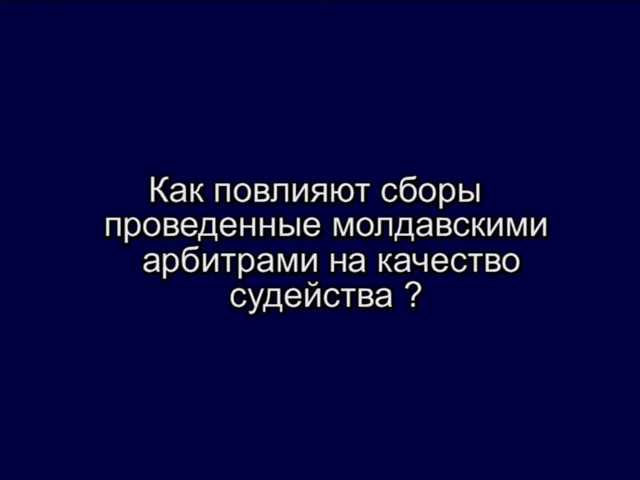 Как повлияют сборы
проведенные молдавскими
арбитрами на качество
судейства ?